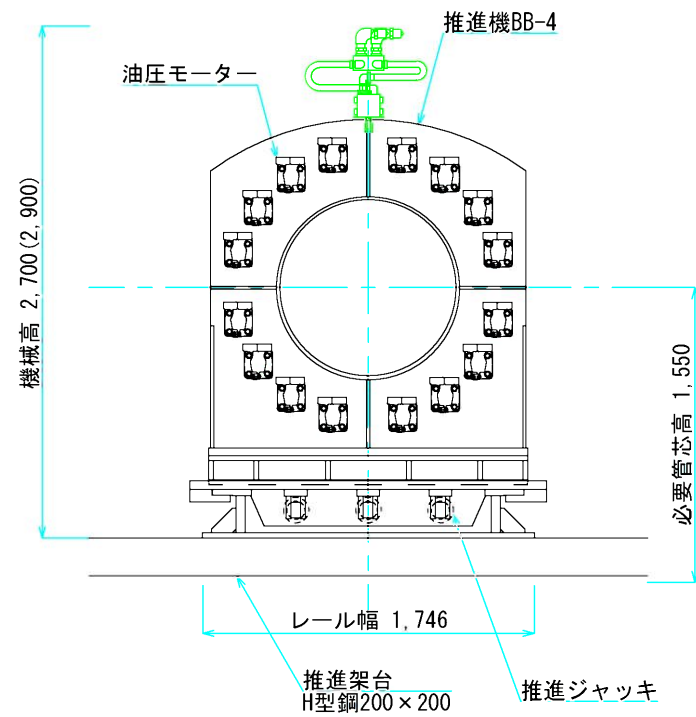 推進機BB-4
油圧モーター
機械高 2,700(2,900)
必要管芯高 1,550
レール幅 1,746
推進架台
H型鋼200×200
推進ジャッキ